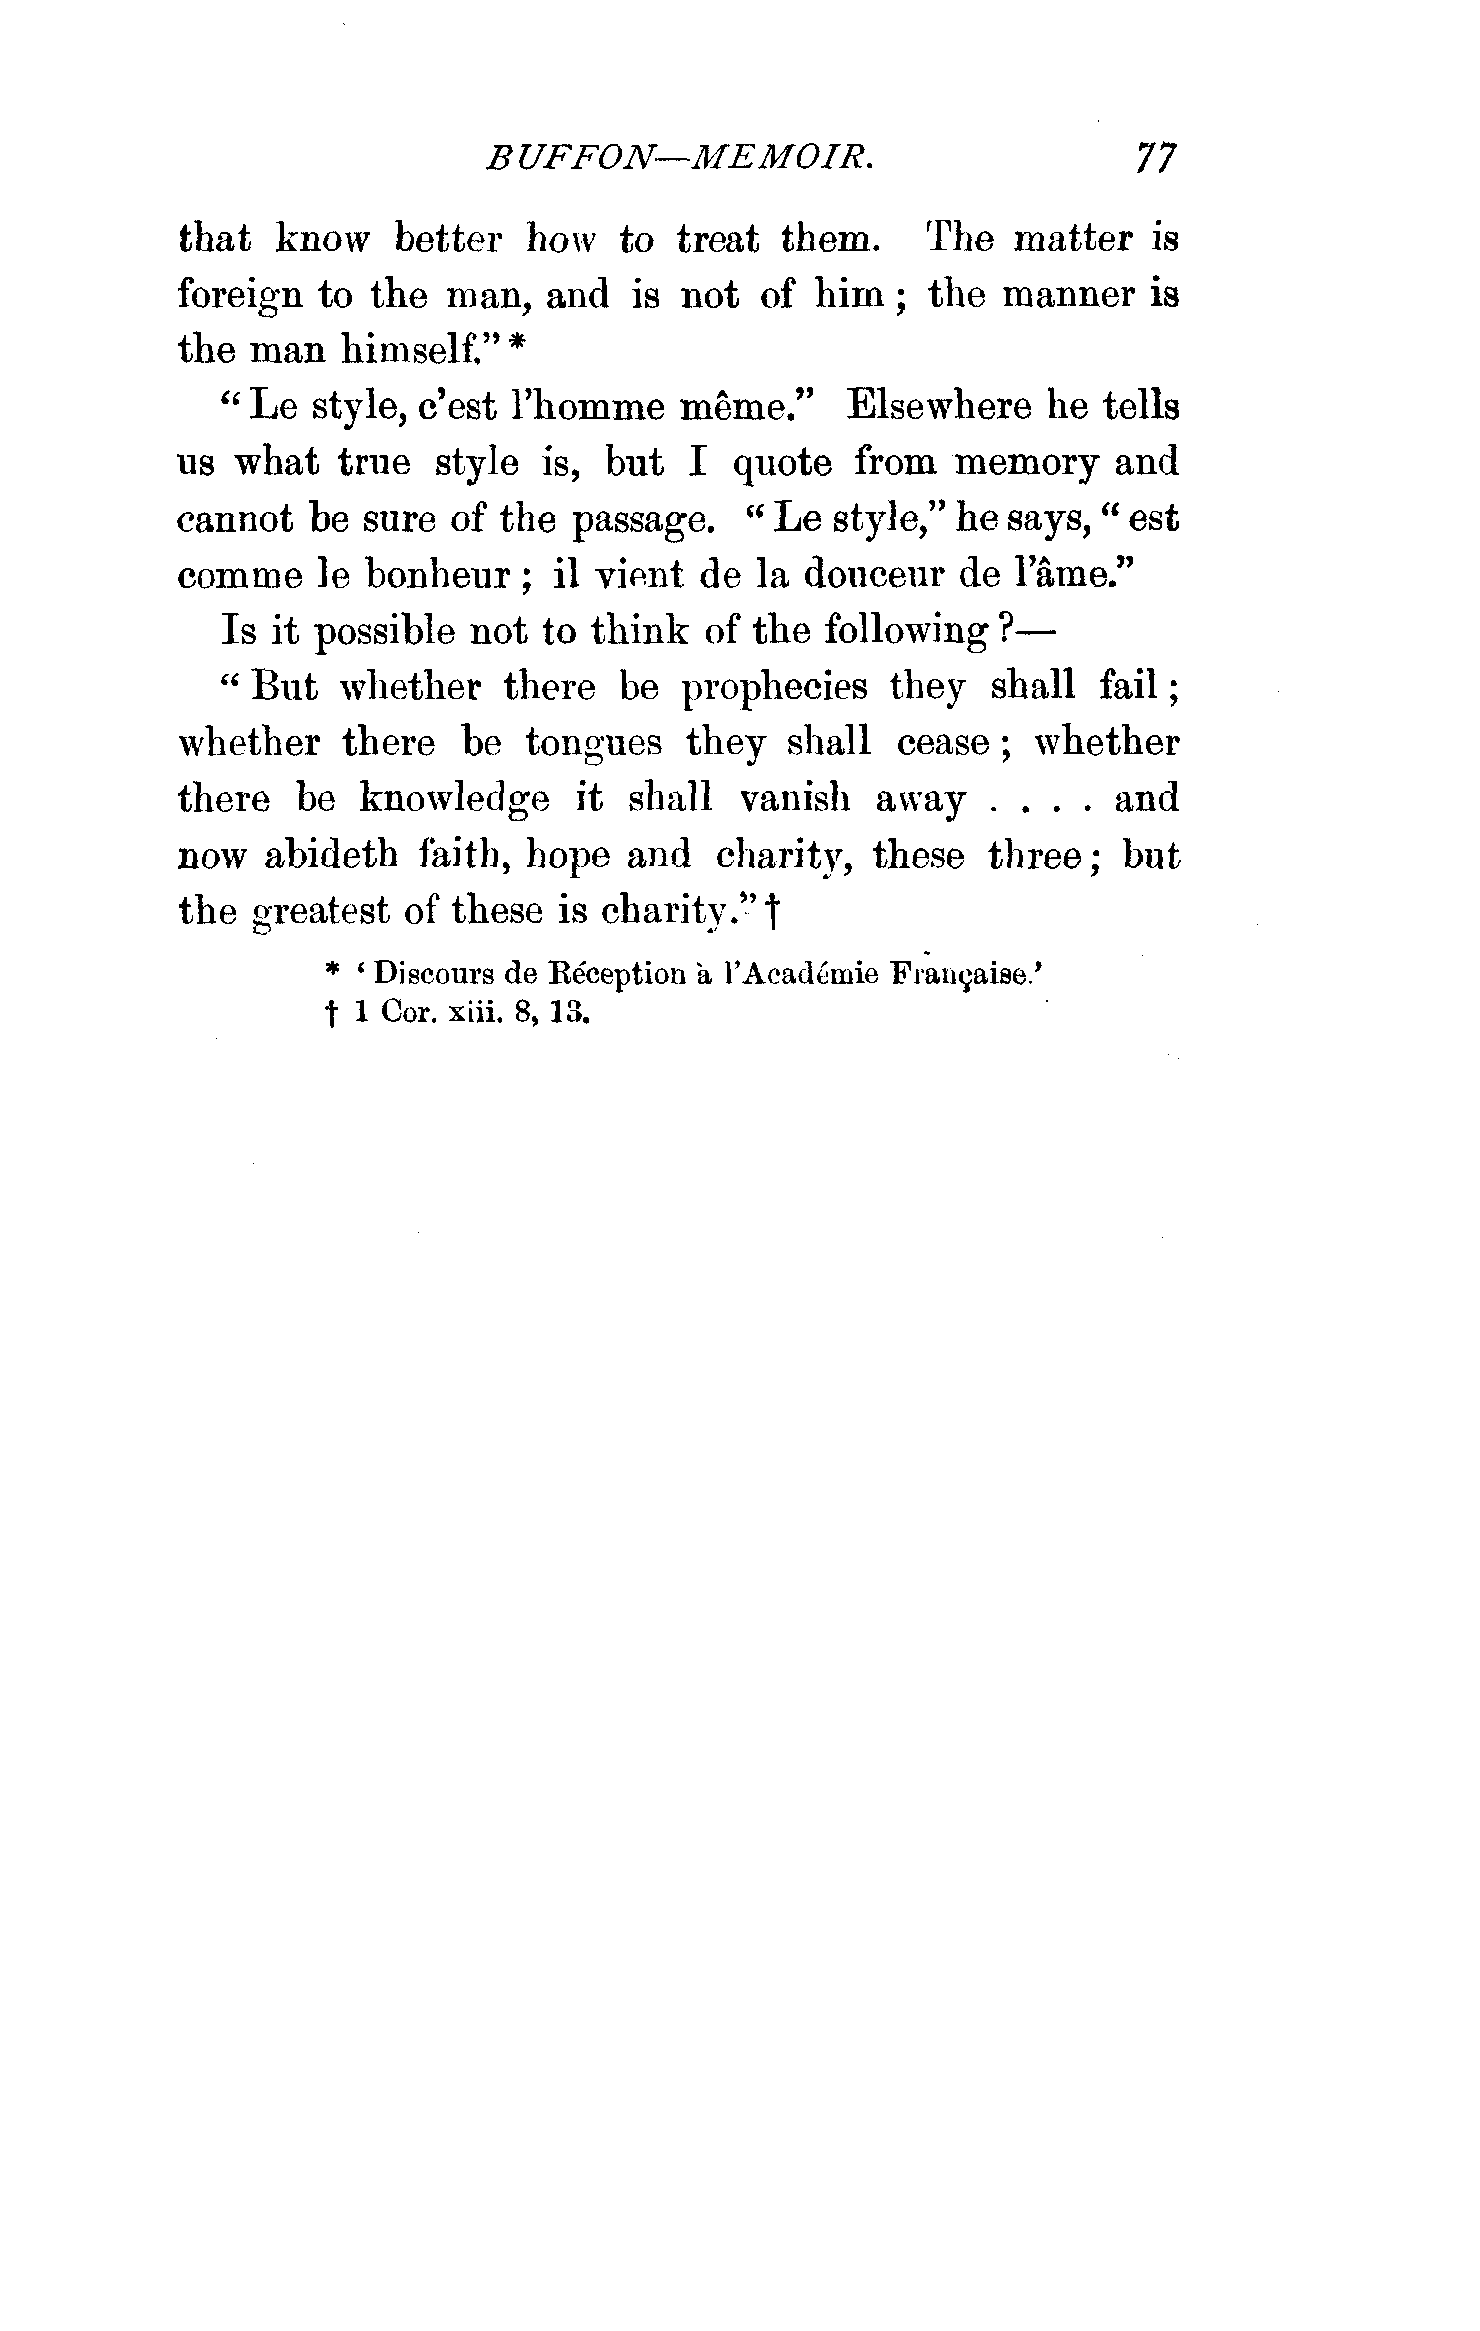 BUFFON—MEMOIR. 77
that know better how to treat them. The matter is
foreign to the man, and is not of him; the manner is
the man himself."*
"Le style, c'est l'homme même." Elsewhere he tells
us what true style is, but I quote from memory and
cannot be sure of the passage. "Le style," he says, "est
comme le bonheur; il vient de la douceur de l'âme."
Is it possible not to think of the following?—
"But whether there be prophecies they shall fail;
whether there be tongues they shall cease; whether
there be knowledge it shall vanish away . . . . and
now abideth faith, hope and charity, these three; but
the greatest of these is charity."†
* 'Discours de Réception à l'Académie Française.'
† 1 Cor. xiii. 8, 13.